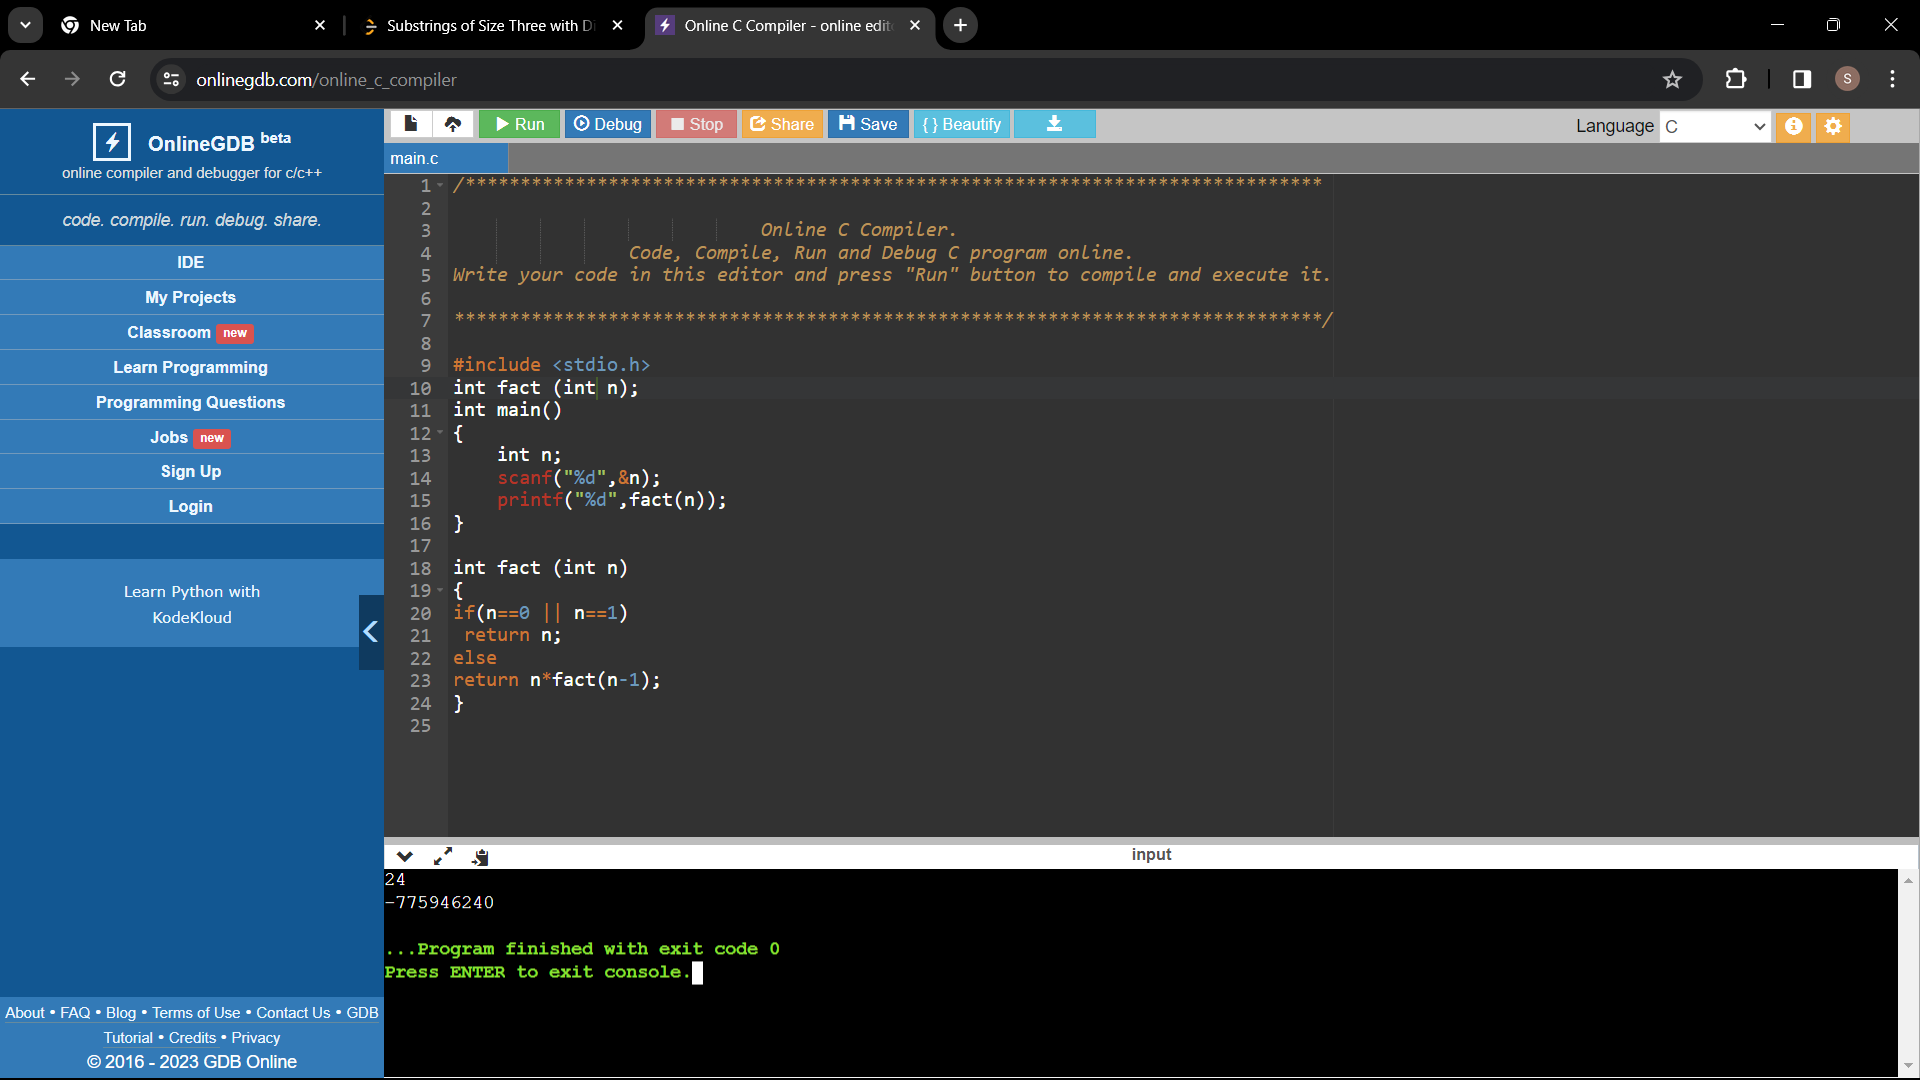 New Tab
Substrings of Size Three with Di
Online C Compiler - online edit
onlinegdb.com/online_c_compiler
S
OnlineGDB beta
online compiler and debugger for c/c++
code. compile. run. debug. share.
IDE
My Projects
Classroom new
Learn Programming
Programming Questions
Jobs new
Sign Up
Login
Learn Python with
KodeKloud
About • FAQ • Blog • Terms of Use • Contact Us • GDB
Tutorial • Credits • Privacy
© 2016 - 2023 GDB Online
Run Debug Stop Share Save { } Beautify
Language C
main.c
1 /******************************************************************************
2
3 Online C Compiler.
4 Code, Compile, Run and Debug C program online.
5 Write your code in this editor and press "Run" button to compile and execute it.
6
7 *******************************************************************************/
8
9 #include <stdio.h>
10 int fact (int n);
11 int main()
12 {
13 int n;
14 scanf("%d",&n);
15 printf("%d",fact(n));
16 }
17
18 int fact (int n)
19 {
20 if(n==0 || n==1)
21 return n;
22 else
23 return n*fact(n-1);
24 }
25
input
24
-775946240
...Program finished with exit code 0
Press ENTER to exit console.